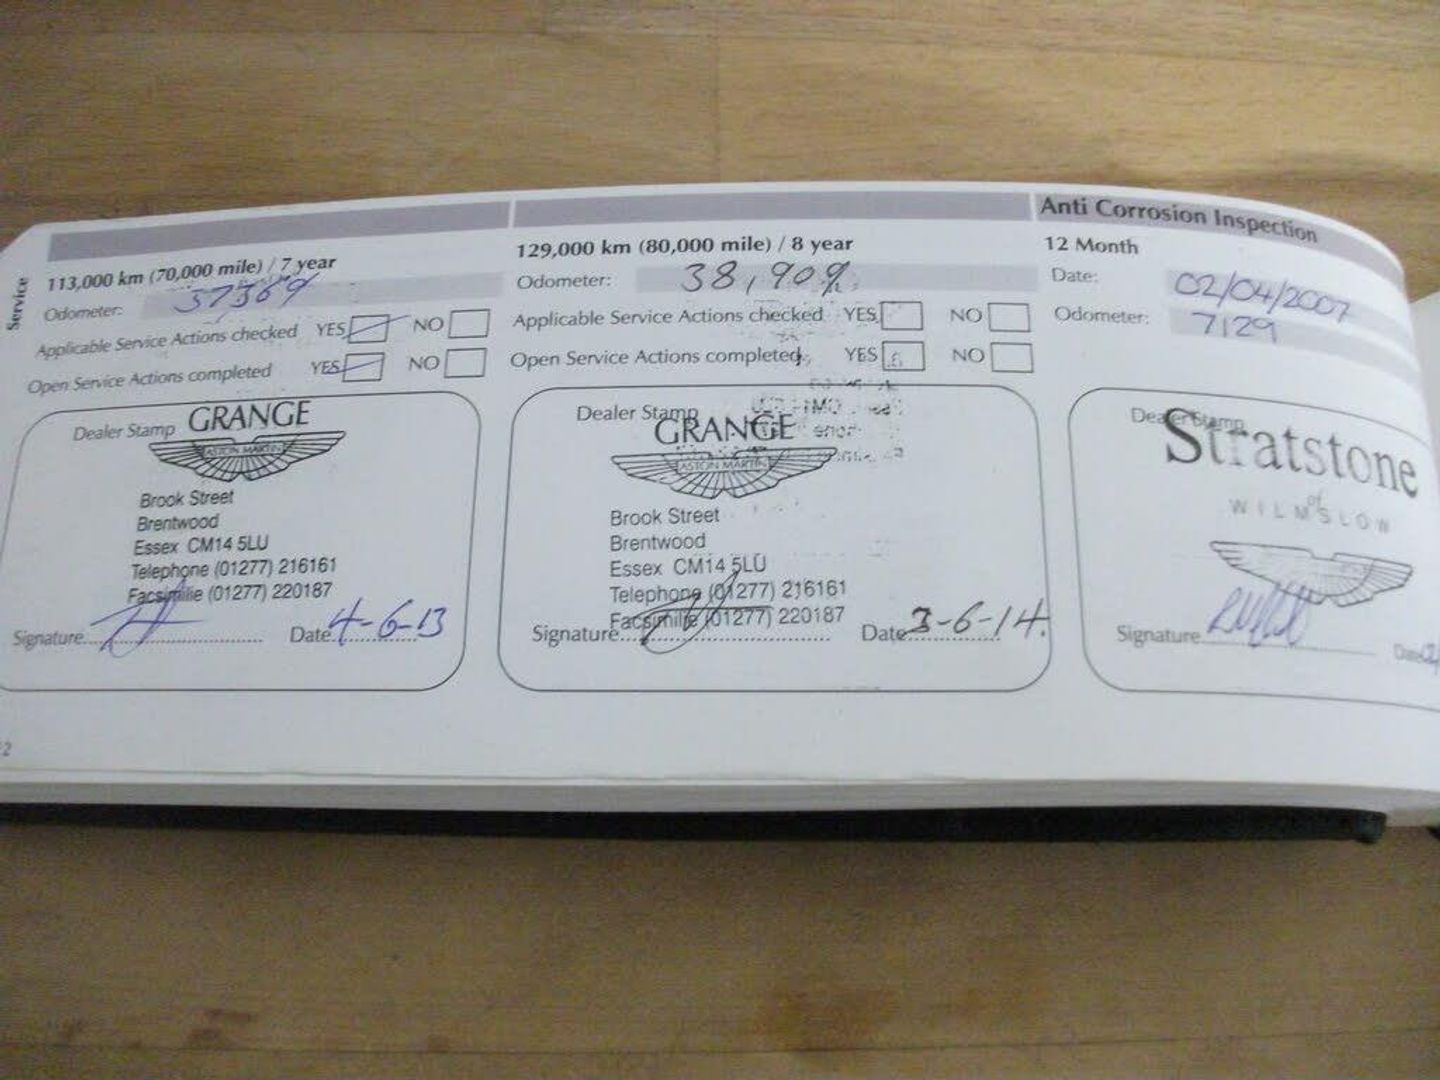 Service
113,000 km (70,000 mile) / 7 year
Odometer: 37369
Applicable Service Actions checked YES NO
Open Service Actions completed YES NO
Dealer Stamp GRANGE
ASTON MARTIN
Brook Street
Brentwood
Essex CM14 5LU
Telephone (01277) 216161
Facsimilie (01277) 220187
Signature Date 4-6-13
129,000 km (80,000 mile) / 8 year
Odometer: 38,909
Applicable Service Actions checked YES NO
Open Service Actions completed YES NO
Dealer Stamp
GRANGE
ASTON MARTIN
Brook Street
Brentwood
Essex CM14 5LU
Telephone (01277) 216161
Facsimilie (01277) 220187
Signature Date 3-6-14.
Anti Corrosion Inspection
12 Month
Date: 02/04/2007
Odometer: 7129
Dealer Stamp
Stratstone
of
WILMSLOW
Signature Date
2